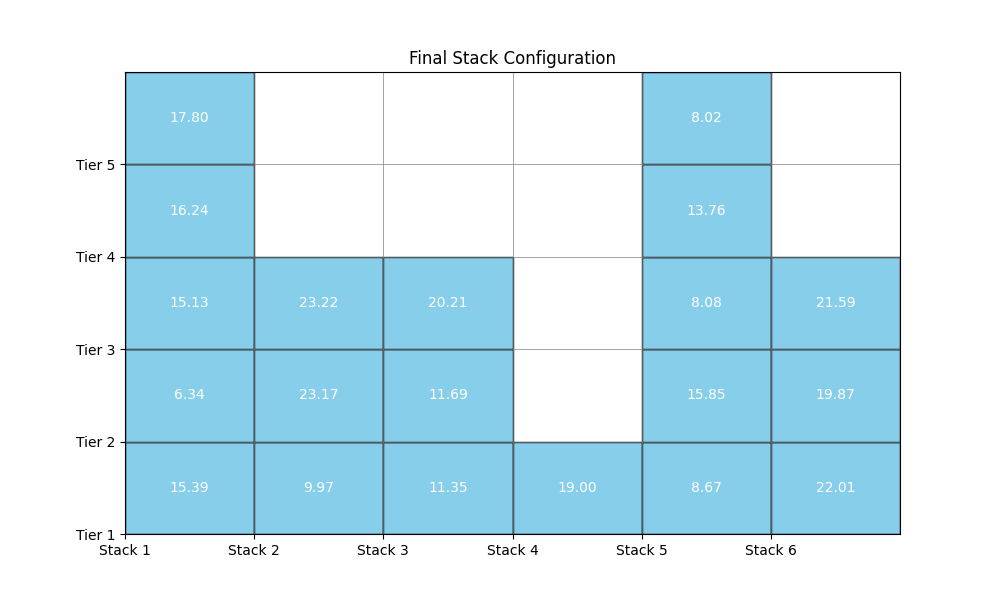 Final Stack Configuration
17.80 8.02
Tier 5
16.24 13.76
Tier 4
15.13 23.22 20.21 8.08 21.59
Tier 3
6.34 23.17 11.69 15.85 19.87
Tier 2
15.39 9.97 11.35 19.00 8.67 22.01
Tier 1
Stack 1 Stack 2 Stack 3 Stack 4 Stack 5 Stack 6